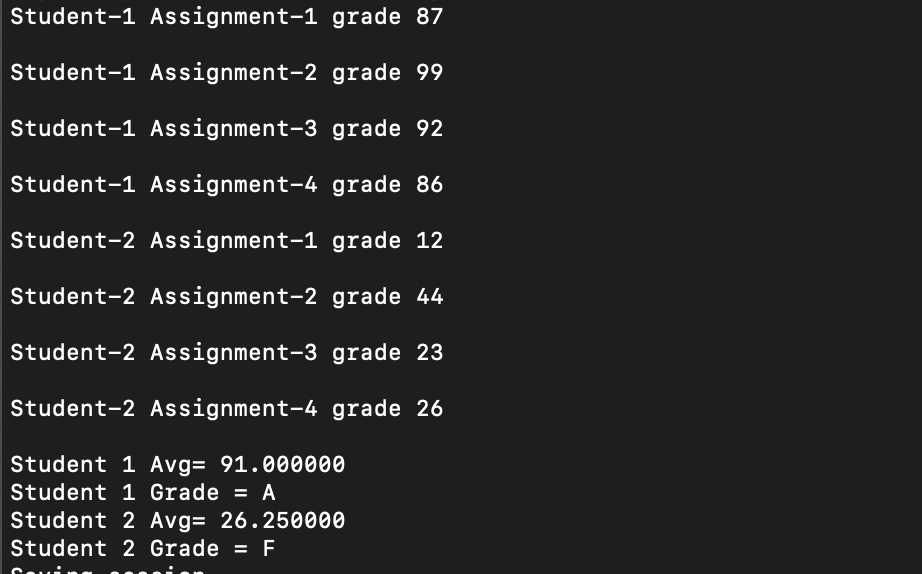 Student-1 Assignment-1 grade 87
Student-1 Assignment-2 grade 99
Student-1 Assignment-3 grade 92
Student-1 Assignment-4 grade 86
Student-2 Assignment-1 grade 12
Student-2 Assignment-2 grade 44
Student-2 Assignment-3 grade 23
Student-2 Assignment-4 grade 26
Student 1 Avg= 91.000000
Student 1 Grade = A
Student 2 Avg= 26.250000
Student 2 Grade = F
Saving session